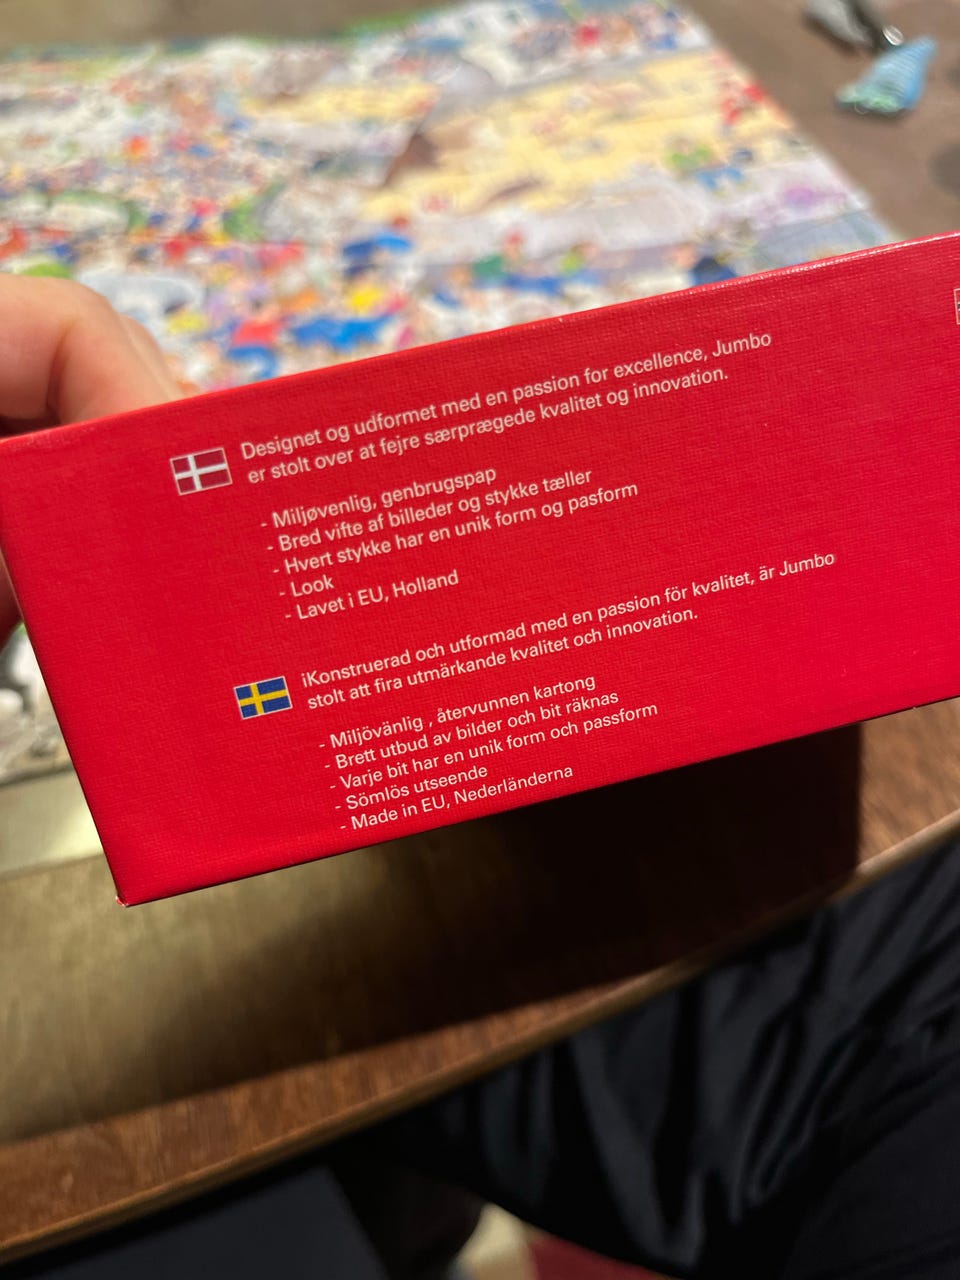 Designet og udformet med en passion for excellence, Jumbo
er stolt over at fejre særprægede kvalitet og innovation.
- Miljøvenlig, genbrugspap
- Bred vifte af billeder og stykke tæller
- Hvert stykke har en unik form og pasform
- Look
- Lavet i EU, Holland
iKonstruerad och utformad med en passion för kvalitet, är Jumbo
stolt att fira utmärkande kvalitet och innovation.
- Miljövänlig , återvunnen kartong
- Brett utbud av bilder och bit räknas
- Varje bit har en unik form och passform
- Sömlös utseende
- Made in EU, Nederländerna